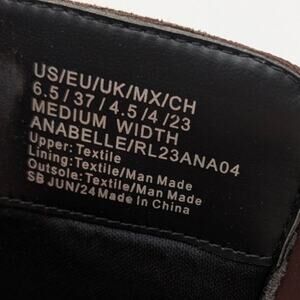 US/EU/UK/MX/CH
6.5/37/4.5/4/23
MEDIUM WIDTH
ANABELLE/RL23ANA04
Upper: Textile
Lining: Textile/Man Made
Outsole: Textile/Man Made
SB JUN/24 Made In China